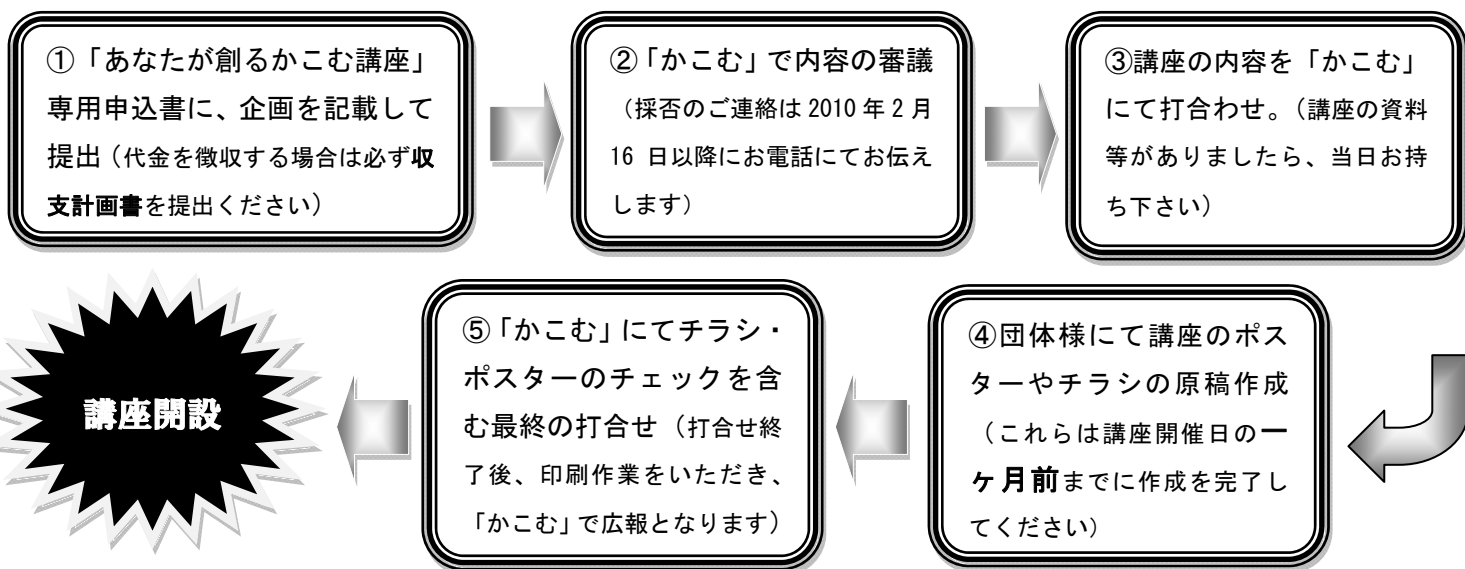 ①「あなたが創るかこむ講座」
専用申込書に、企画を記載して
提出（代金を徴収する場合は必ず収
支計画書を提出ください）
②「かこむ」で内容の審議
（採否のご連絡は 2010 年 2 月
16 日以降にお電話にてお伝え
します）
③講座の内容を「かこむ」
にて打合わせ。（講座の資料
等がありましたら、当日お持
ち下さい）
④団体様にて講座のポス
ターやチラシの原稿作成
（これらは講座開催日の一
ヶ月前までに作成を完了し
てください）
⑤「かこむ」にてチラシ・
ポスターのチェックを含
む最終の打合せ（打合せ終
了後、印刷作業をいただき、
「かこむ」で広報となります）
講座開設